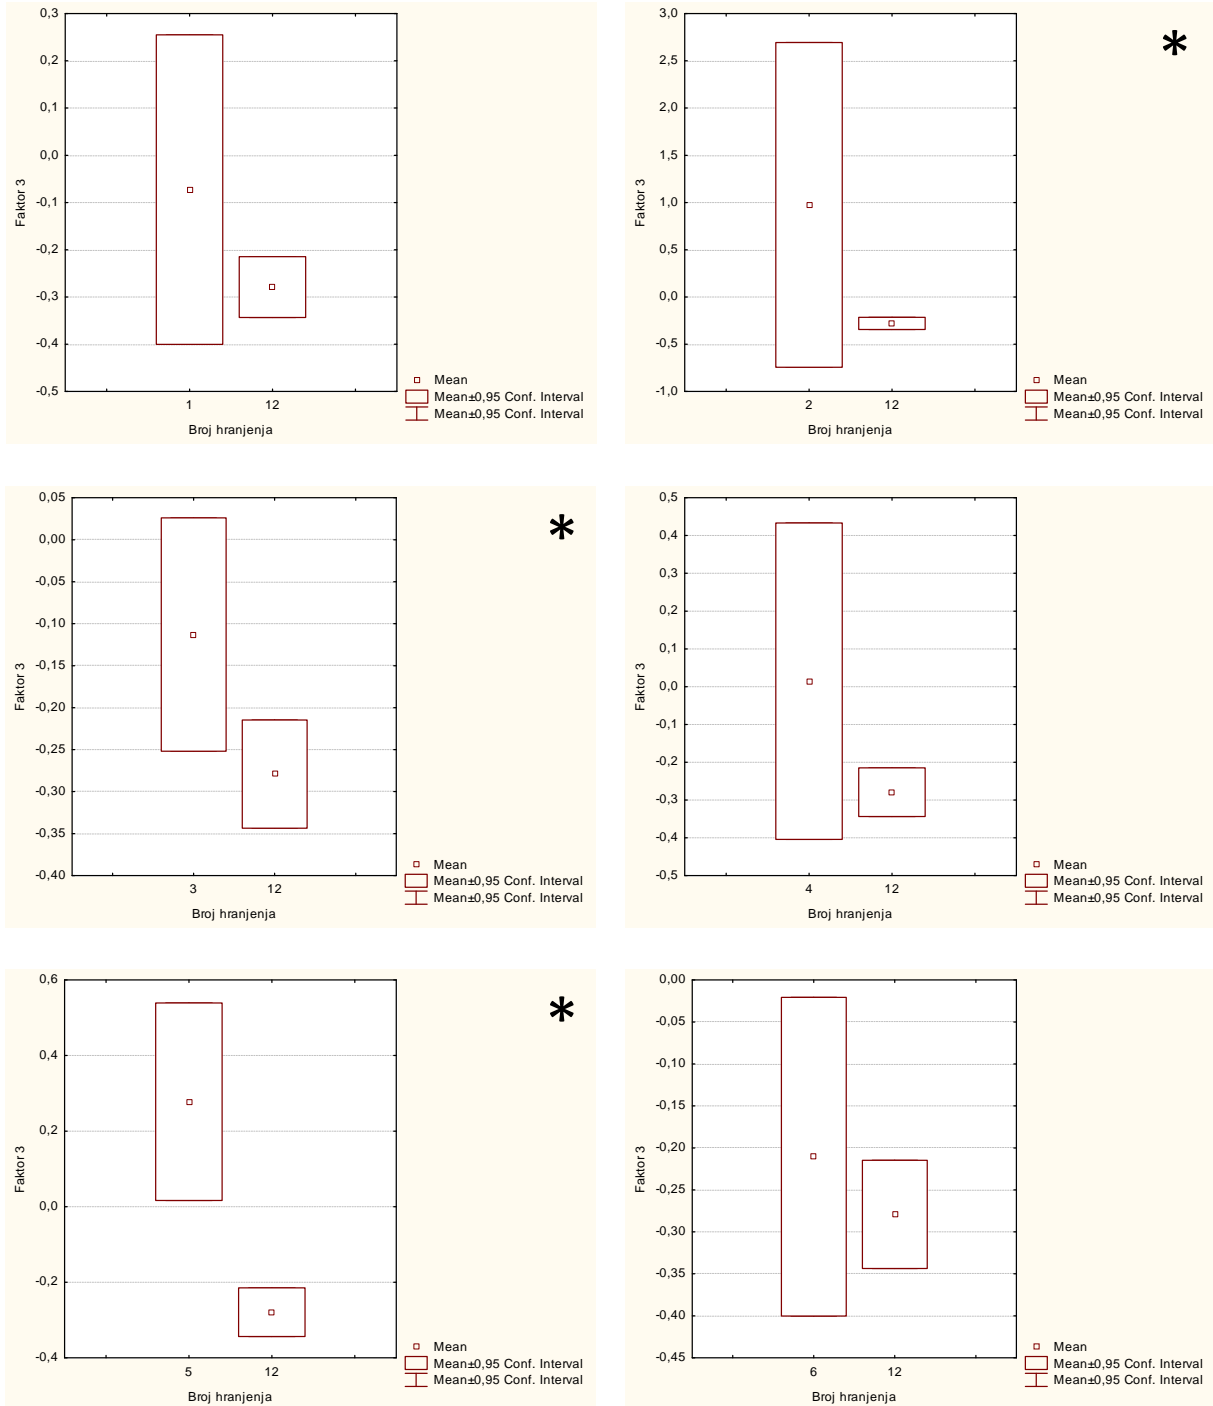 0,3
0,2
0,1
0,0
-0,1
-0,2
-0,3
-0,4
-0,5
Faktor 3
1 12
Broj hranjenja
Mean
Mean±0,95 Conf. Interval
Mean±0,95 Conf. Interval
3,0
2,5
2,0
1,5
1,0
0,5
0,0
-0,5
-1,0
Faktor 3
2 12
Broj hranjenja
Mean
Mean±0,95 Conf. Interval
Mean±0,95 Conf. Interval
*
0,05
0,00
-0,05
-0,10
-0,15
-0,20
-0,25
-0,30
-0,35
-0,40
Faktor 3
3 12
Broj hranjenja
Mean
Mean±0,95 Conf. Interval
Mean±0,95 Conf. Interval
*
0,5
0,4
0,3
0,2
0,1
0,0
-0,1
-0,2
-0,3
-0,4
-0,5
Faktor 3
4 12
Broj hranjenja
Mean
Mean±0,95 Conf. Interval
Mean±0,95 Conf. Interval
0,6
0,4
0,2
0,0
-0,2
-0,4
Faktor 3
5 12
Broj hranjenja
Mean
Mean±0,95 Conf. Interval
Mean±0,95 Conf. Interval
*
0,00
-0,05
-0,10
-0,15
-0,20
-0,25
-0,30
-0,35
-0,40
-0,45
Faktor 3
6 12
Broj hranjenja
Mean
Mean±0,95 Conf. Interval
Mean±0,95 Conf. Interval